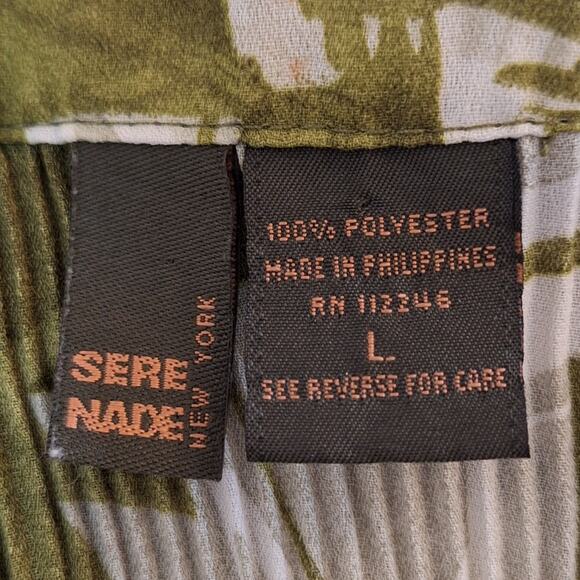 SERE
NADE
NEW YORK
100% POLYESTER
MADE IN PHILIPPINES
RN 112246
L
SEE REVERSE FOR CARE